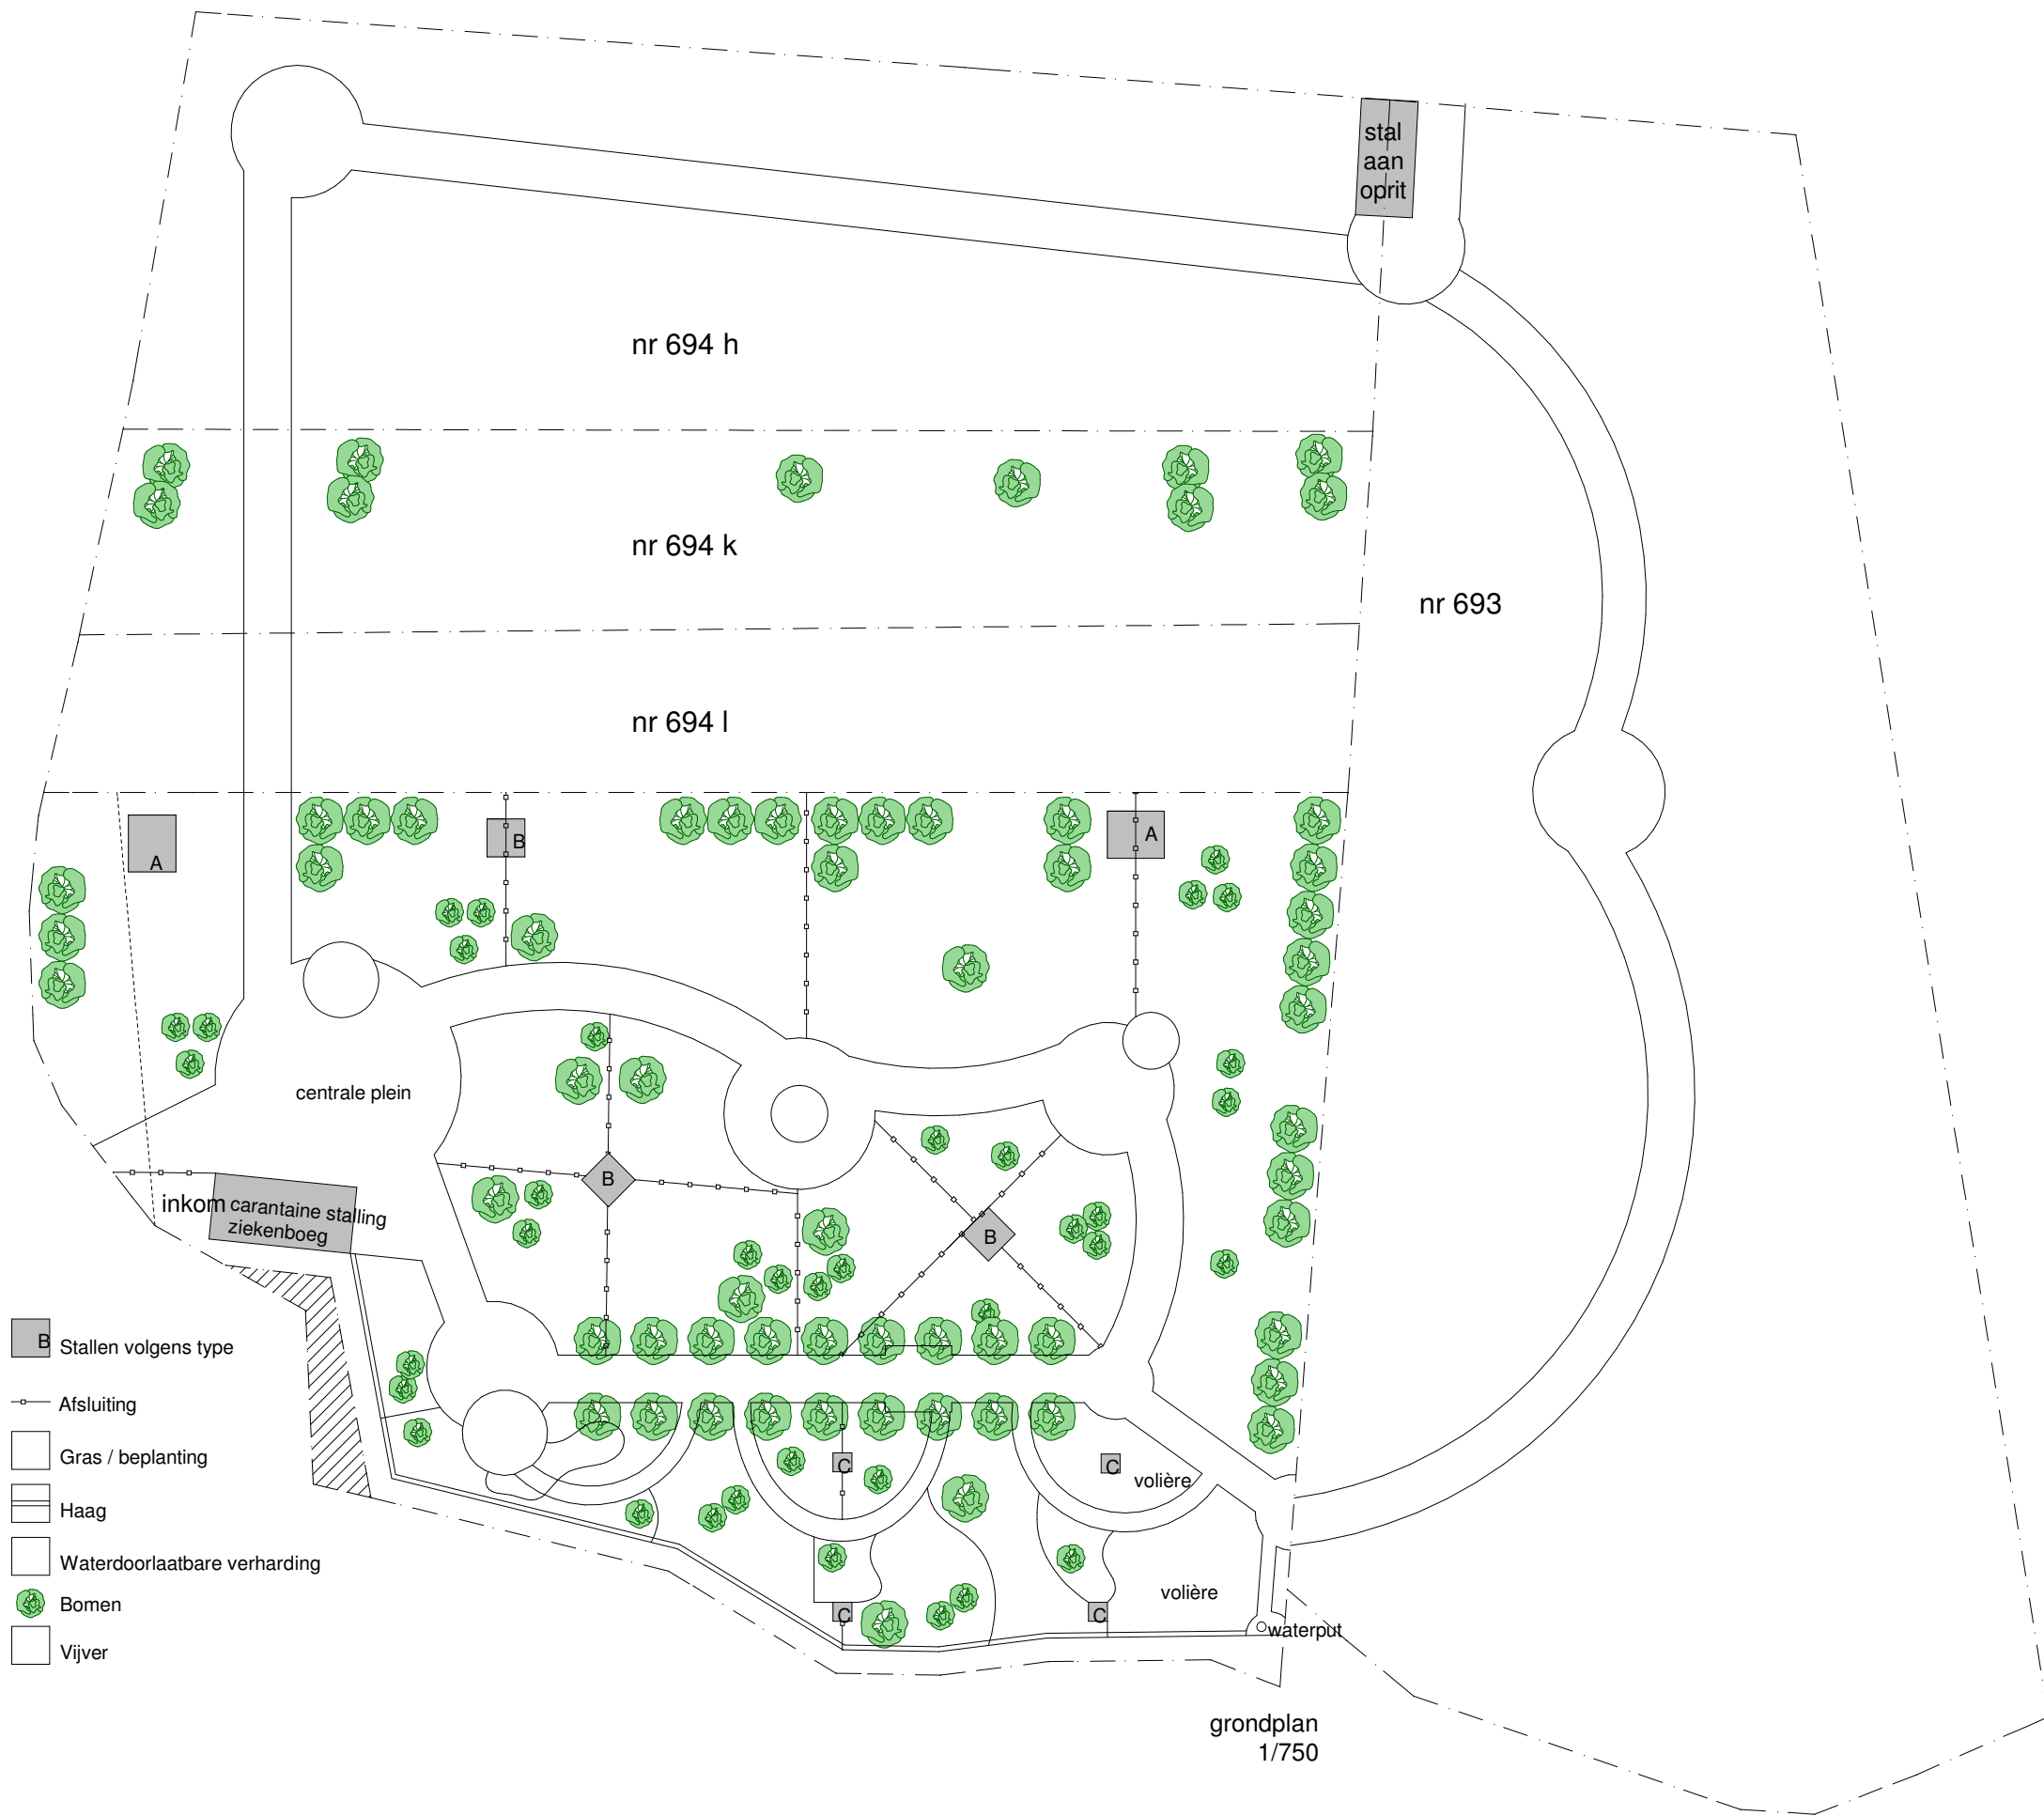 stal
aan
oprit
nr 694 h
nr 694 k
nr 693
nr 694 l
A
B
A
centrale plein
B
inkom
carantaine stalling
ziekenboeg
B
B Stallen volgens type
Afsluiting
Gras / beplanting
Haag
Waterdoorlaatbare verharding
Bomen
Vijver
C
C
volière
volière
C
C
waterput
grondplan
1/750